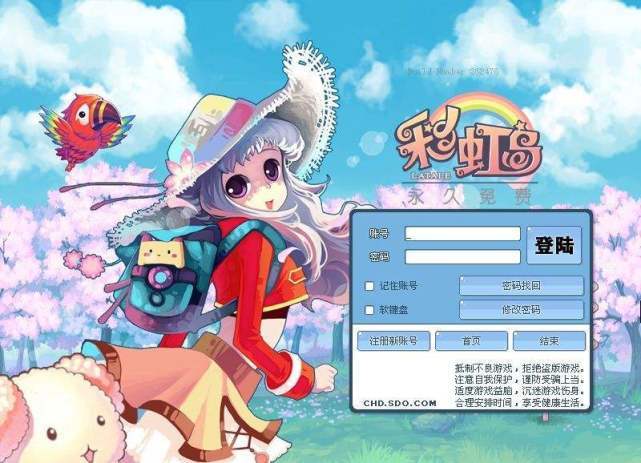 彩虹岛
LATALE
永久免费
账号
密码
登陆
记住账号
密码找回
软键盘
修改密码
注册新账号
首页
结束
抵制不良游戏，拒绝盗版游戏。
注意自我保护，谨防受骗上当。
适度游戏益脑，沉迷游戏伤身。
合理安排时间，享受健康生活。
CHD.SDO.COM